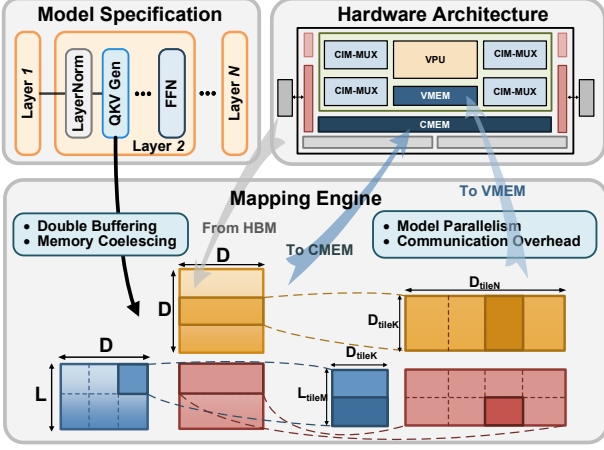 Model Specification
Layer 1
LayerNorm
QKV Gen
•••
FFN
•••
Layer N
Layer 2
Hardware Architecture
CIM-MUX
VPU
CIM-MUX
CIM-MUX
VMEM
CIM-MUX
CMEM
Mapping Engine
• Double Buffering
• Memory Coelescing
From HBM
To CMEM
To VMEM
• Model Parallelism
• Communication Overhead
D
D
D
L
DtileN
DtileK
DtileK
LtileM